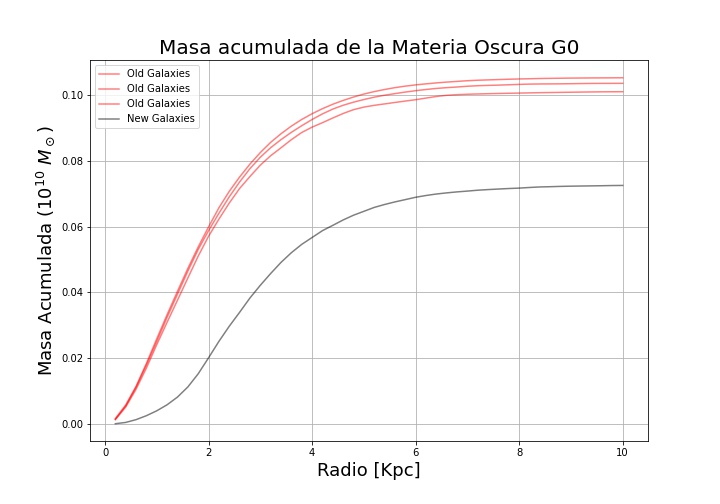 Masa acumulada de la Materia Oscura G0
Old Galaxies
Old Galaxies
Old Galaxies
New Galaxies
Masa Acumulada (10¹⁰ M⊙)
0.10
0.08
0.06
0.04
0.02
0.00
0 2 4 6 8 10
Radio [Kpc]